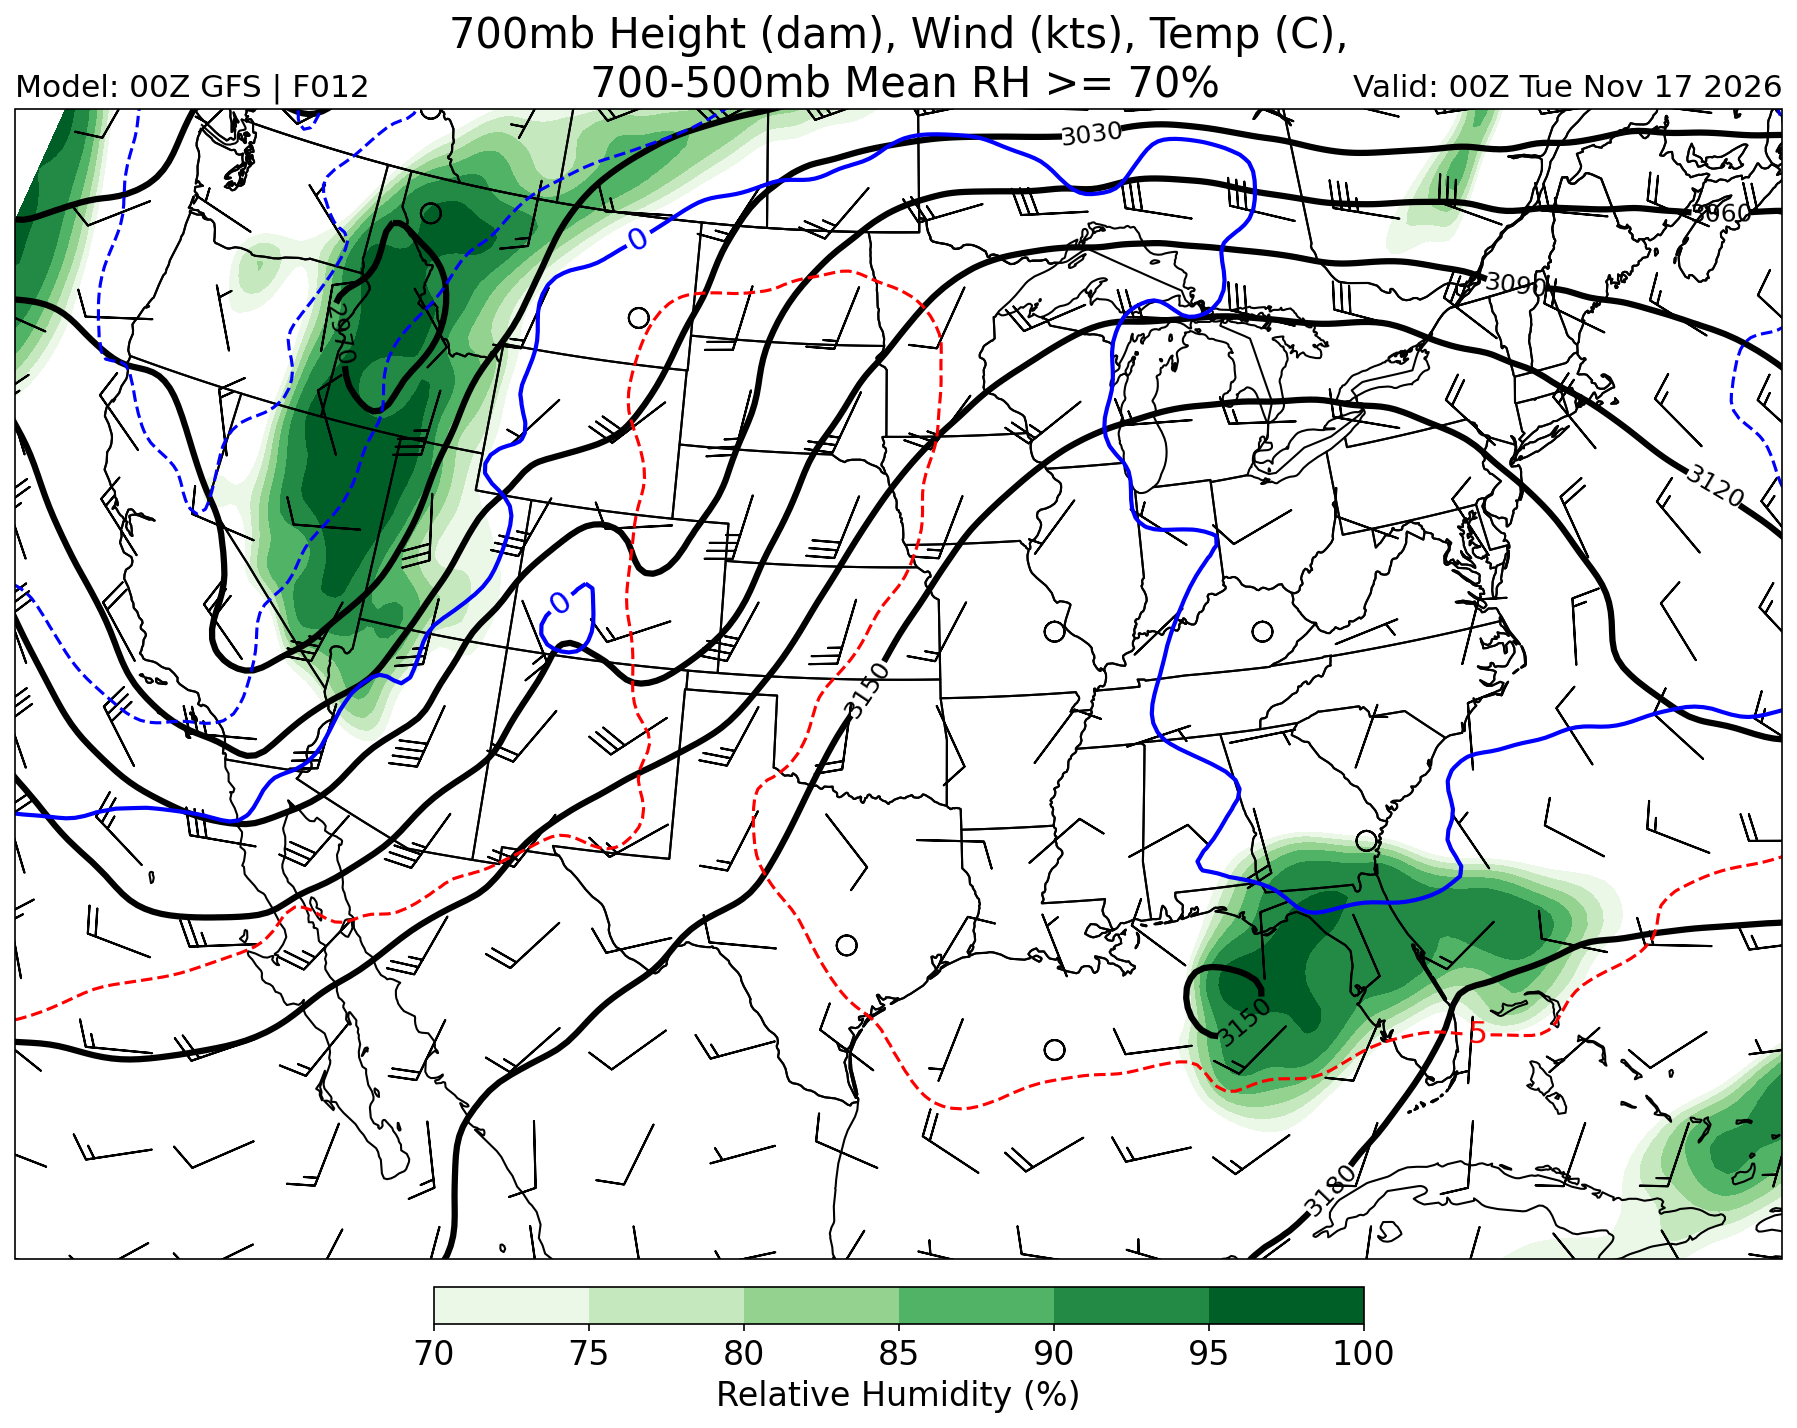 700mb Height (dam), Wind (kts), Temp (C),
700-500mb Mean RH >= 70%
Model: 00Z GFS | F012
Valid: 00Z Tue Nov 17 2026
3030
3060
0
3090
2970
3120
0
3150
3150
5
3180
70 75 80 85 90 95 100
Relative Humidity (%)